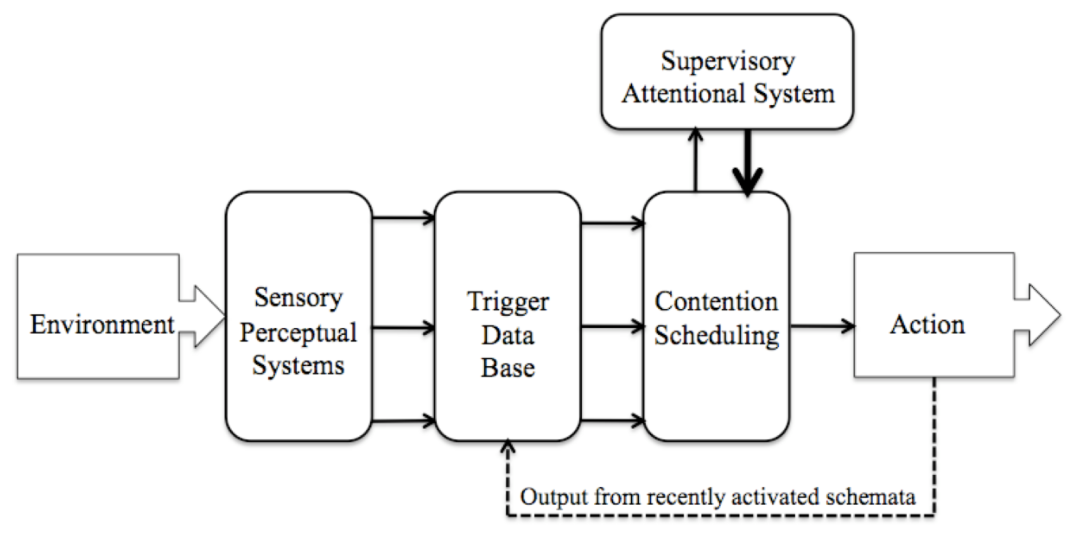 Supervisory
Attentional System
Environment
Sensory
Perceptual
Systems
Trigger
Data
Base
Contention
Scheduling
Action
Output from recently activated schemata